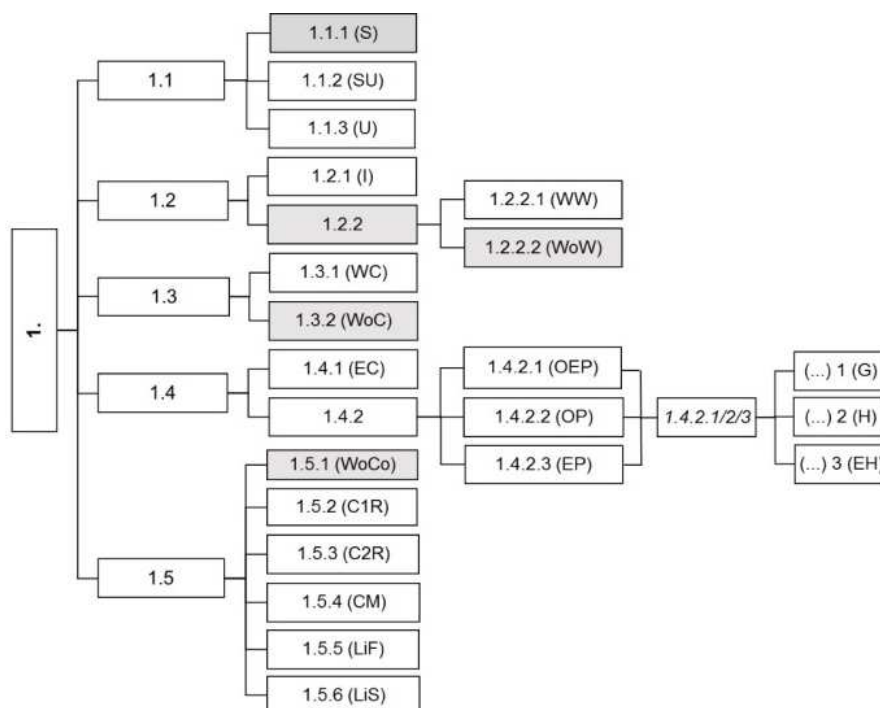 1.
1.1
1.1.1 (S)
1.1.2 (SU)
1.1.3 (U)
1.2
1.2.1 (I)
1.2.2
1.2.2.1 (WW)
1.2.2.2 (WoW)
1.3
1.3.1 (WC)
1.3.2 (WoC)
1.4
1.4.1 (EC)
1.4.2
1.4.2.1 (OEP)
1.4.2.2 (OP)
1.4.2.3 (EP)
1.4.2.1/2/3
(...) 1 (G)
(...) 2 (H)
(...) 3 (EH)
1.5
1.5.1 (WoCo)
1.5.2 (C1R)
1.5.3 (C2R)
1.5.4 (CM)
1.5.5 (LiF)
1.5.6 (LiS)